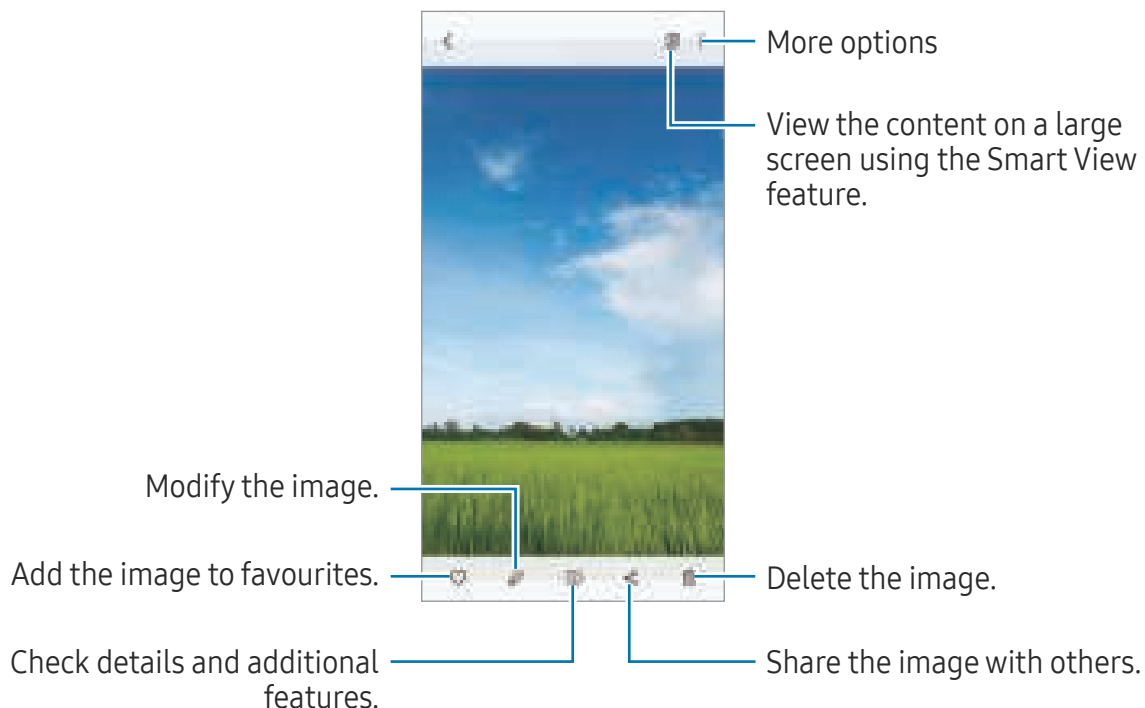 More options
View the content on a large
screen using the Smart View
feature.
Modify the image.
Add the image to favourites.
Delete the image.
Check details and additional
features.
Share the image with others.